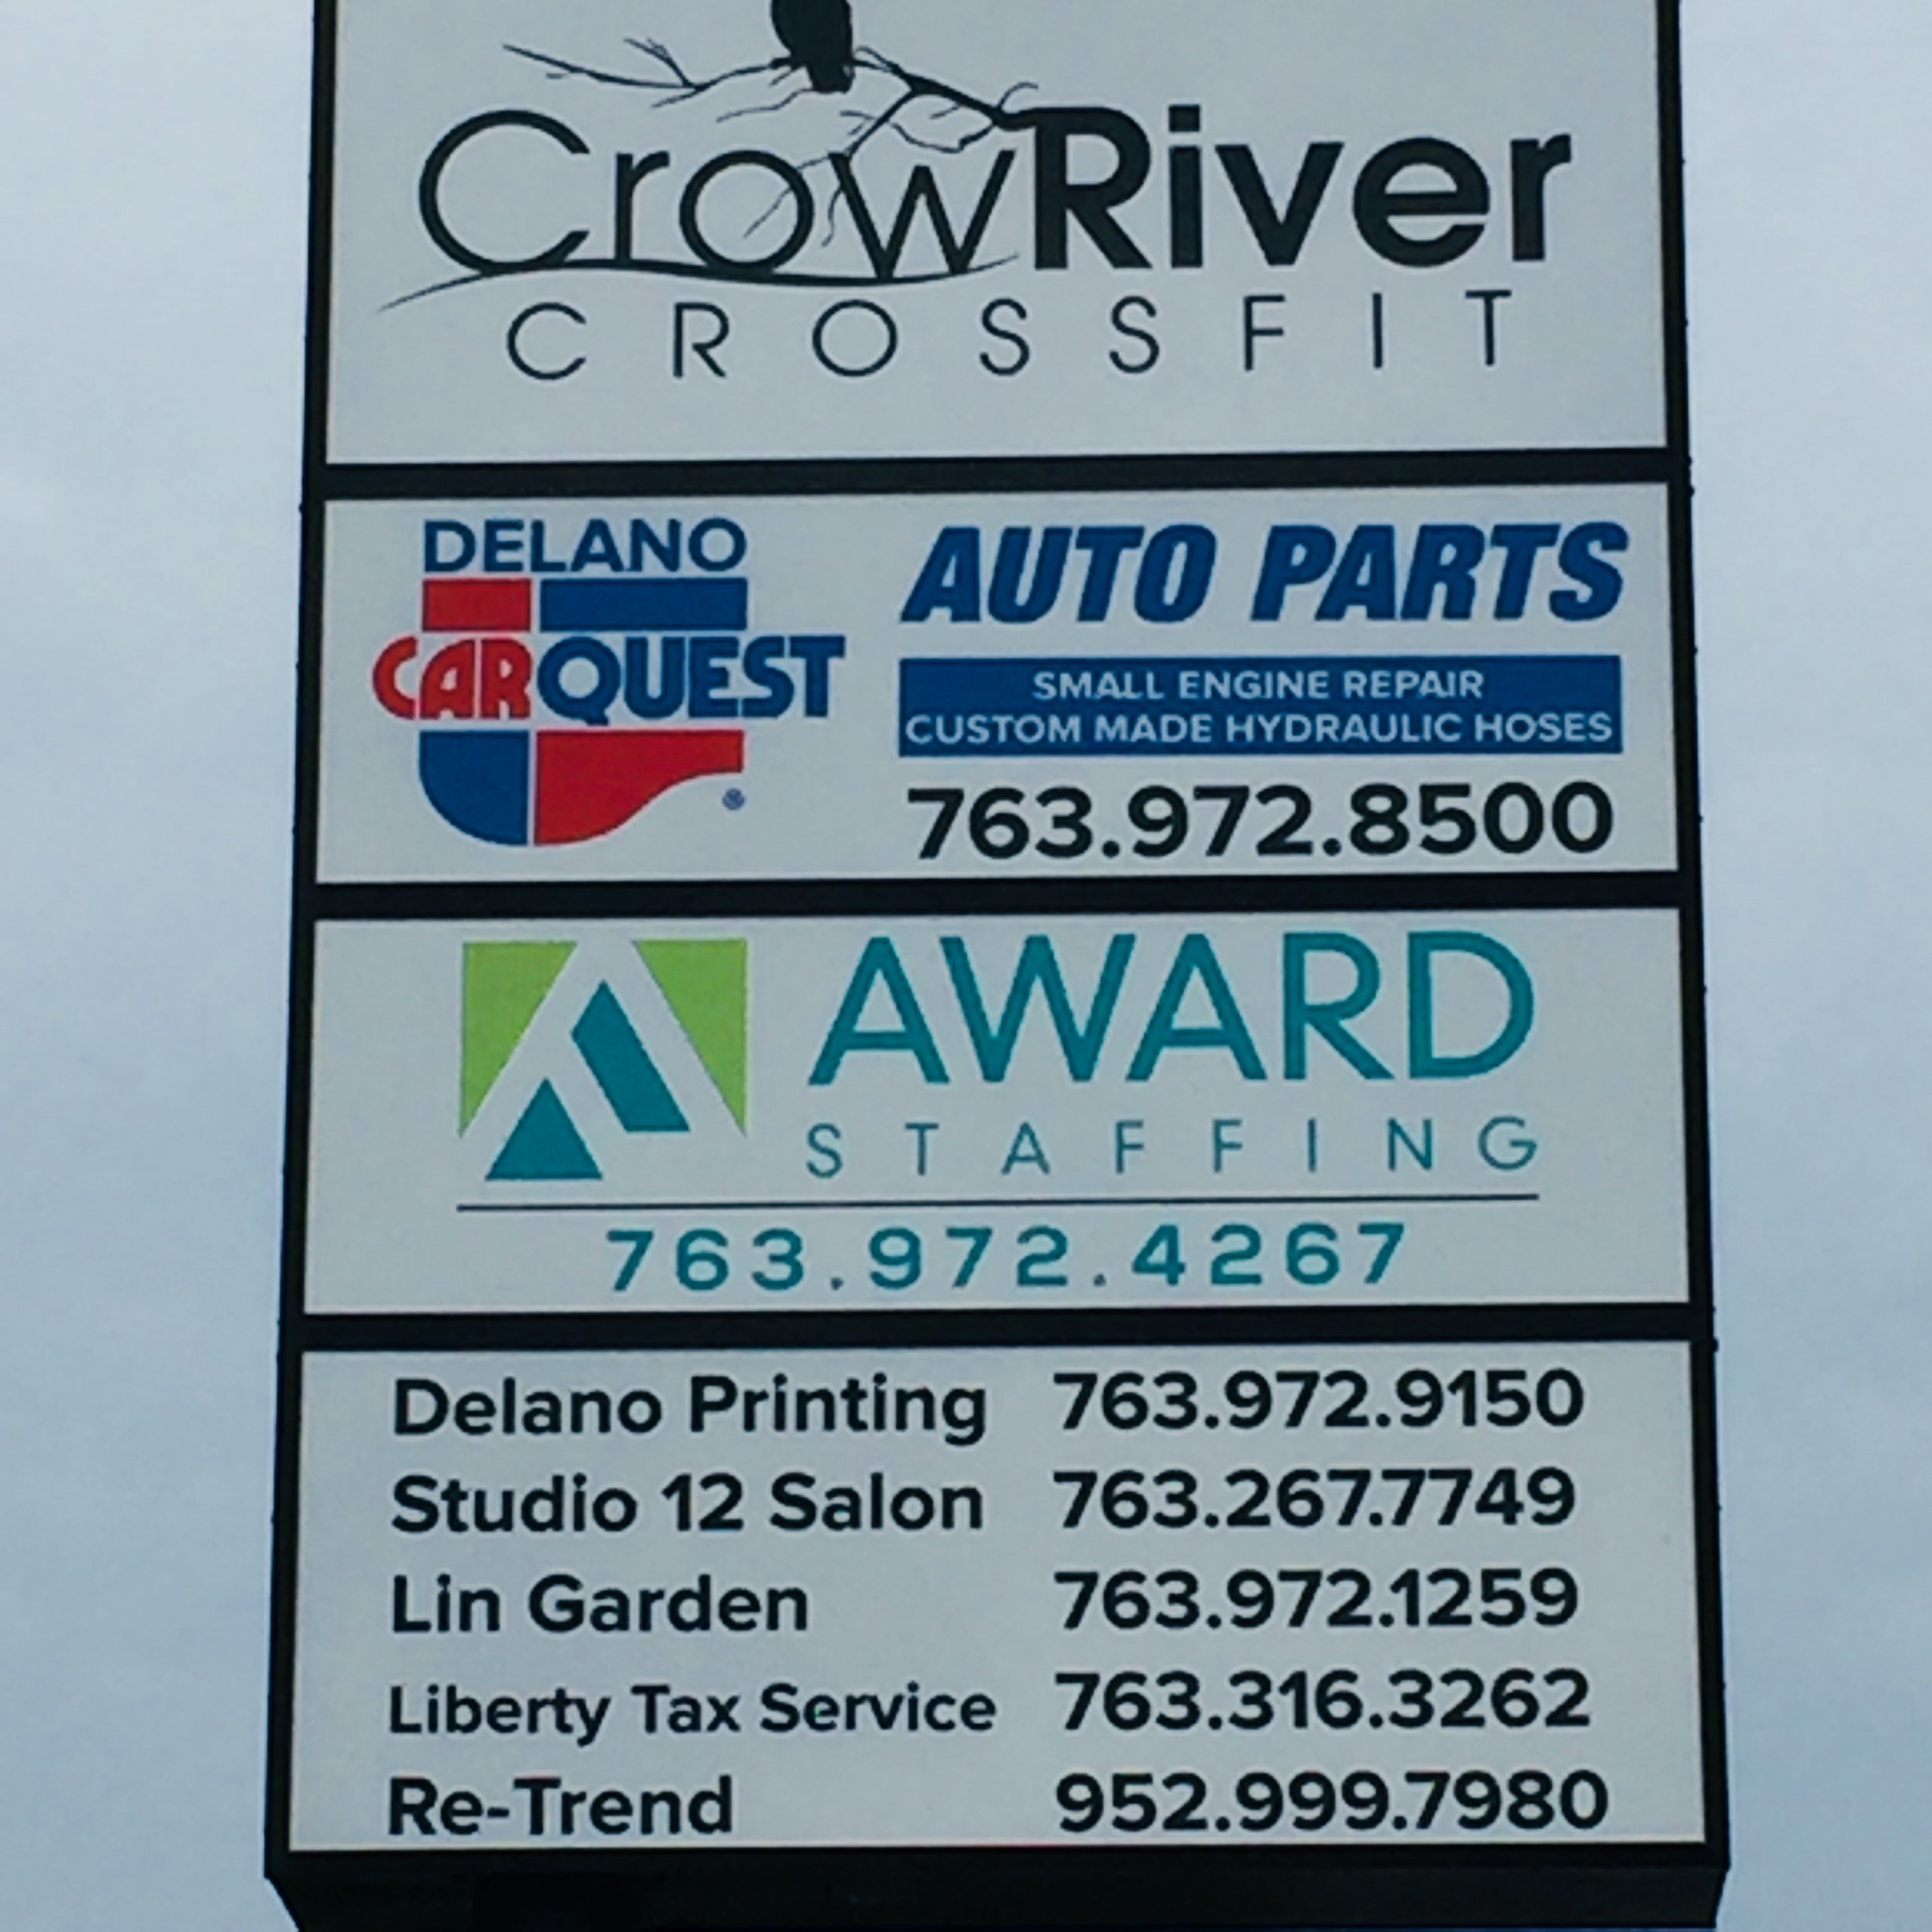 CrowRiver
CROSSFIT
DELANO
CARQUEST
®
AUTO PARTS
SMALL ENGINE REPAIR
CUSTOM MADE HYDRAULIC HOSES
763.972.8500
AWARD
STAFFING
763.972.4267
Delano Printing 763.972.9150
Studio 12 Salon 763.267.7749
Lin Garden 763.972.1259
Liberty Tax Service 763.316.3262
Re-Trend 952.999.7980